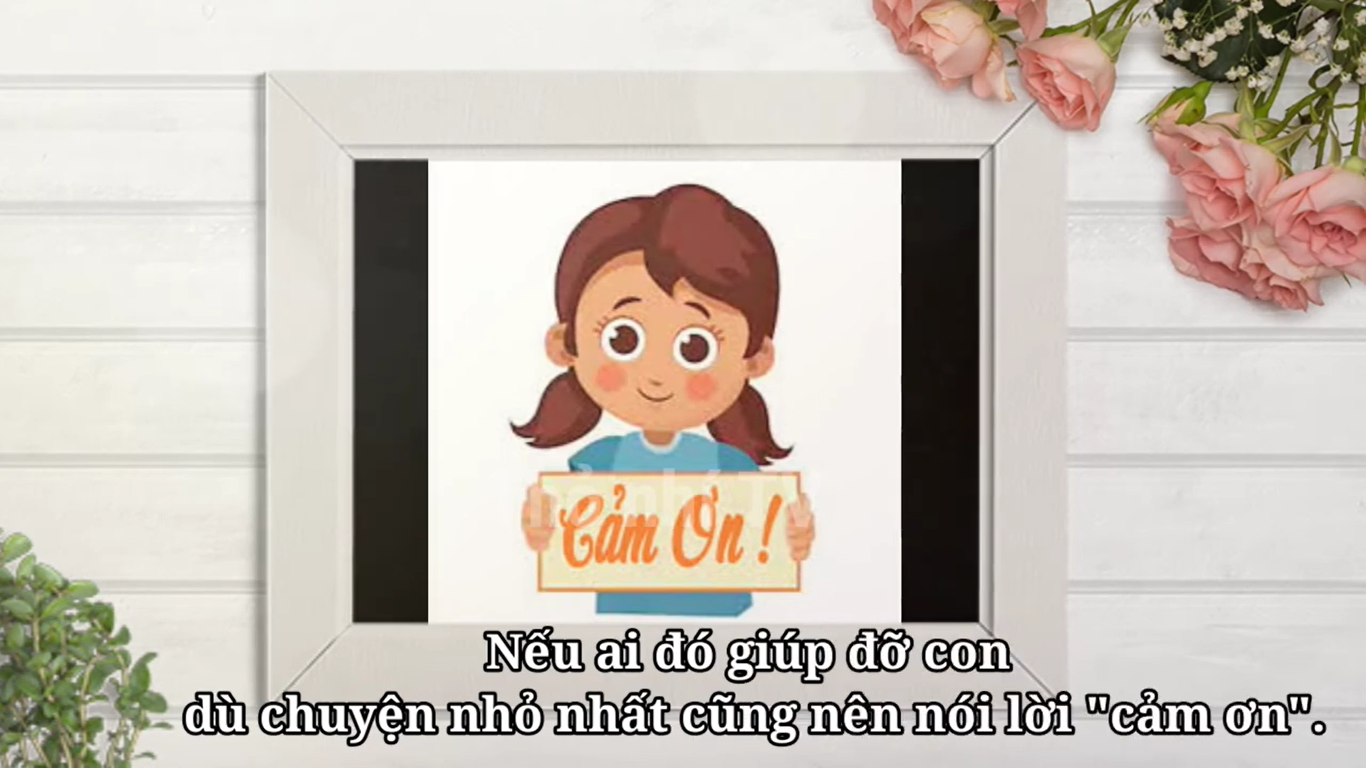 Cảm Ơn !
Nếu ai đó giúp đỡ con
dù chuyện nhỏ nhất cũng nên nói lời "cảm ơn".